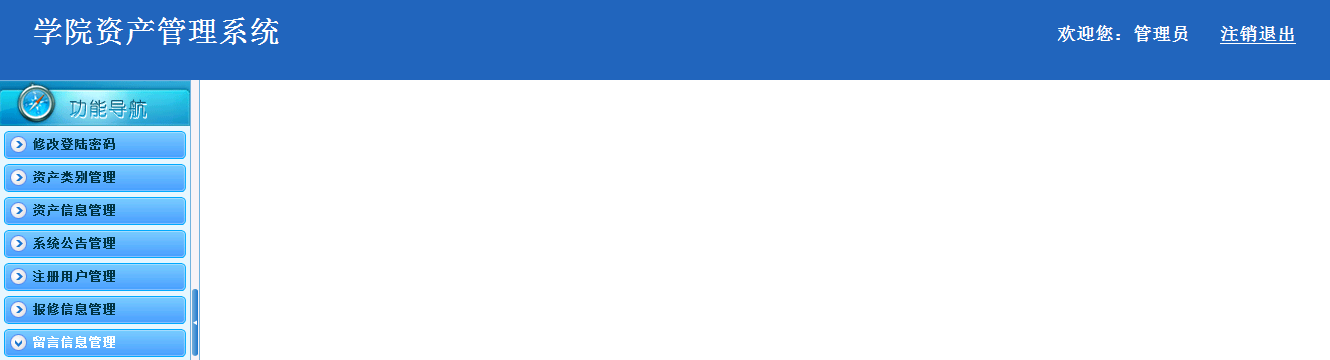 学院资产管理系统
欢迎您：管理员 注销退出
功能导航
修改登陆密码
资产类别管理
资产信息管理
系统公告管理
注册用户管理
报修信息管理
留言信息管理